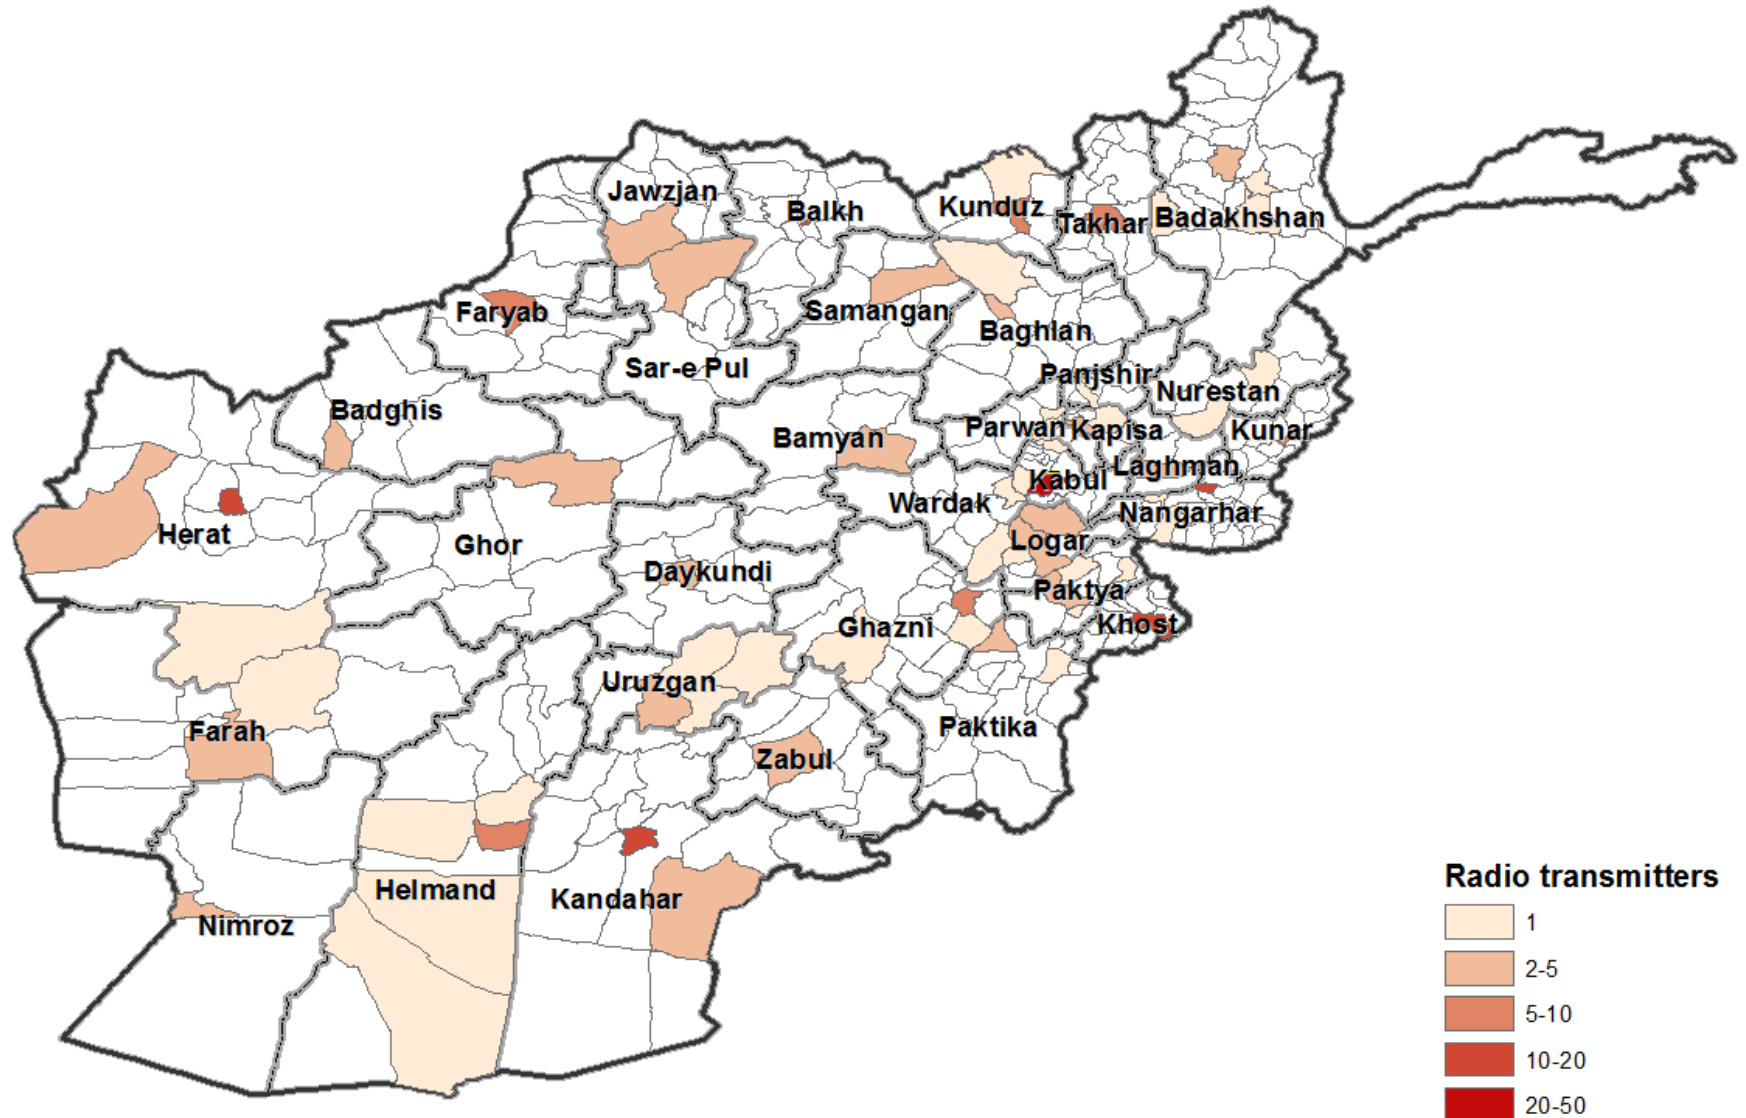 Jawzjan
Balkh
Kunduz
Takhar
Badakhshan
Faryab
Samangan
Baghlan
Sar-e Pul
Panjshir
Nurestan
Badghis
Bamyan
Parwan
Kapisa
Kunar
Laghman
Kabul
Wardak
Nangarhar
Herat
Ghor
Logar
Daykundi
Paktya
Ghazni
Khost
Uruzgan
Farah
Paktika
Zabul
Helmand
Kandahar
Nimroz
Radio transmitters
1
2-5
5-10
10-20
20-50